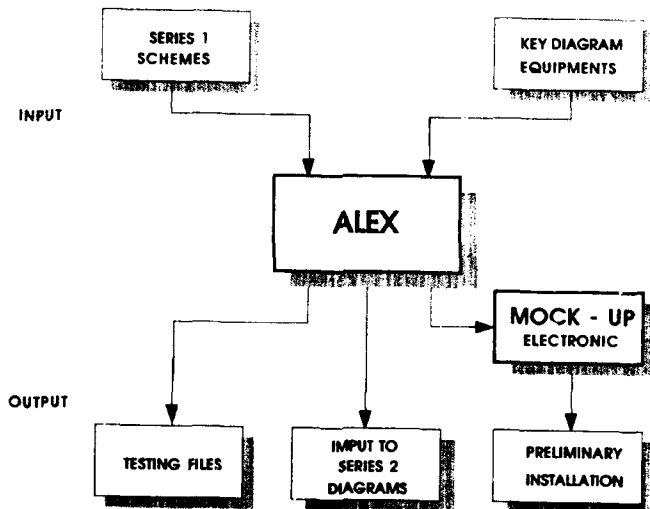 SERIES 1
SCHEMES
KEY DIAGRAM
EQUIPMENTS
INPUT
ALEX
MOCK - UP
ELECTRONIC
OUTPUT
TESTING FILES
IMPUT TO
SERIES 2
DIAGRAMS
PRELIMINARY
INSTALLATION